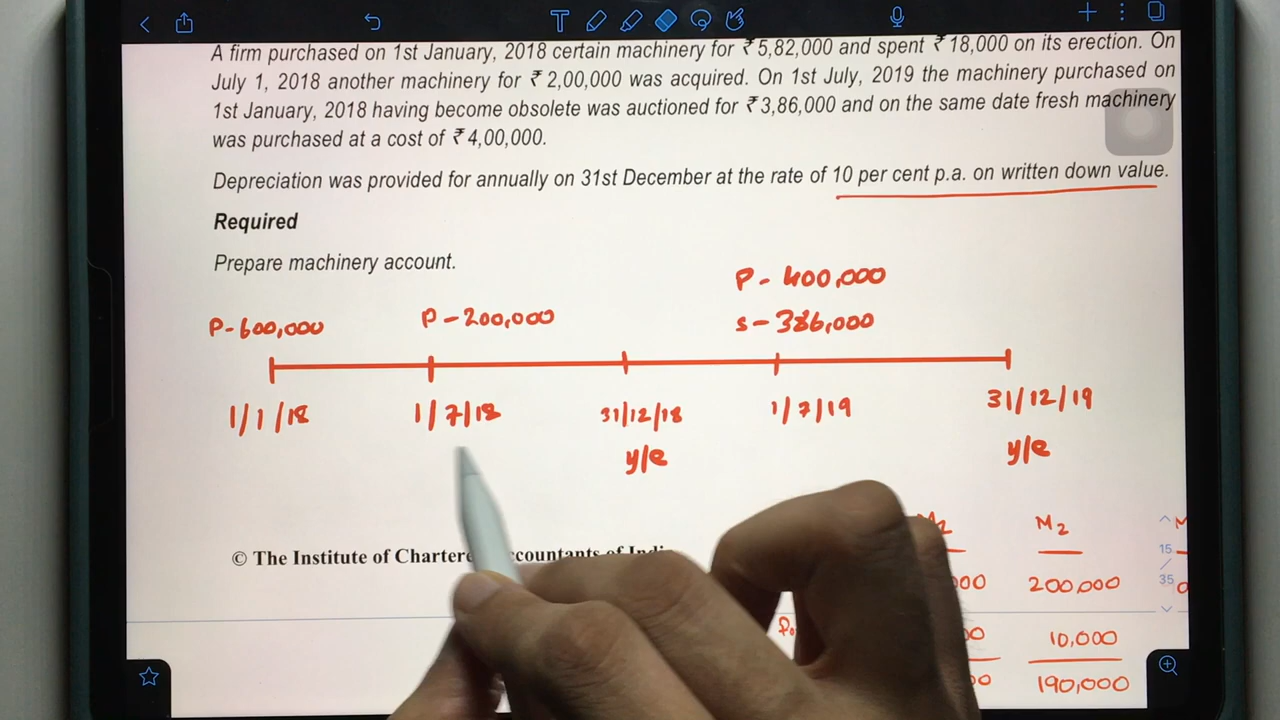 A firm purchased on 1st January, 2018 certain machinery for ₹ 5,82,000 and spent ₹ 18,000 on its erection. On
July 1, 2018 another machinery for ₹ 2,00,000 was acquired. On 1st July, 2019 the machinery purchased on
1st January, 2018 having become obsolete was auctioned for ₹ 3,86,000 and on the same date fresh machinery
was purchased at a cost of ₹ 4,00,000.
Depreciation was provided for annually on 31st December at the rate of 10 per cent p.a. on written down value.
Required
Prepare machinery account.
P - 400,000
P - 600,000 P - 200,000 S - 386,000
1/1/18 1/7/18 31/12/18 1/7/19 31/12/19
y/e y/e
M2
© The Institute of
200,000
15
35
10,000
190,000